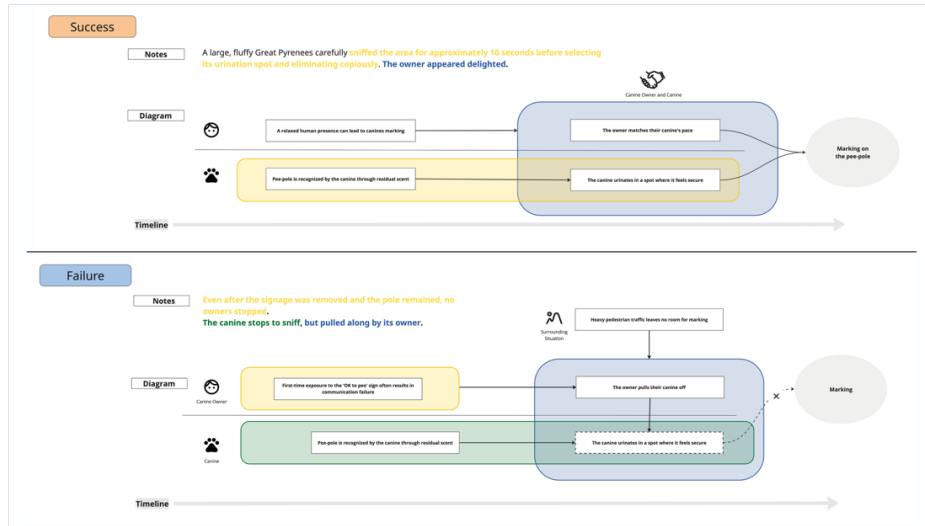 Success
Notes
A large, fluffy Great Pyrenees carefully sniffed the area for approximately 10 seconds before selecting
its urination spot and eliminating copiously. The owner appeared delighted.
Canine Owner and Canine
Diagram
A relaxed human presence can lead to canines marking
The owner matches their canine's pace
Marking on
the pee-pole
Pee-pole is recognized by the canine through residual scent
The canine urinates in a spot where it feels secure
Timeline
Failure
Notes
Even after the signage was removed and the pole remained, no
owners stopped.
The canine stops to sniff, but pulled along by its owner.
Surrounding
Situation
Heavy pedestrian traffic leaves no room for marking
Diagram
Canine Owner
First-time exposure to the 'OK to pee' sign often results in
communication failure
The owner pulls their canine off
Marking
Canine
Pee-pole is recognized by the canine through residual scent
The canine urinates in a spot where it feels secure
Timeline